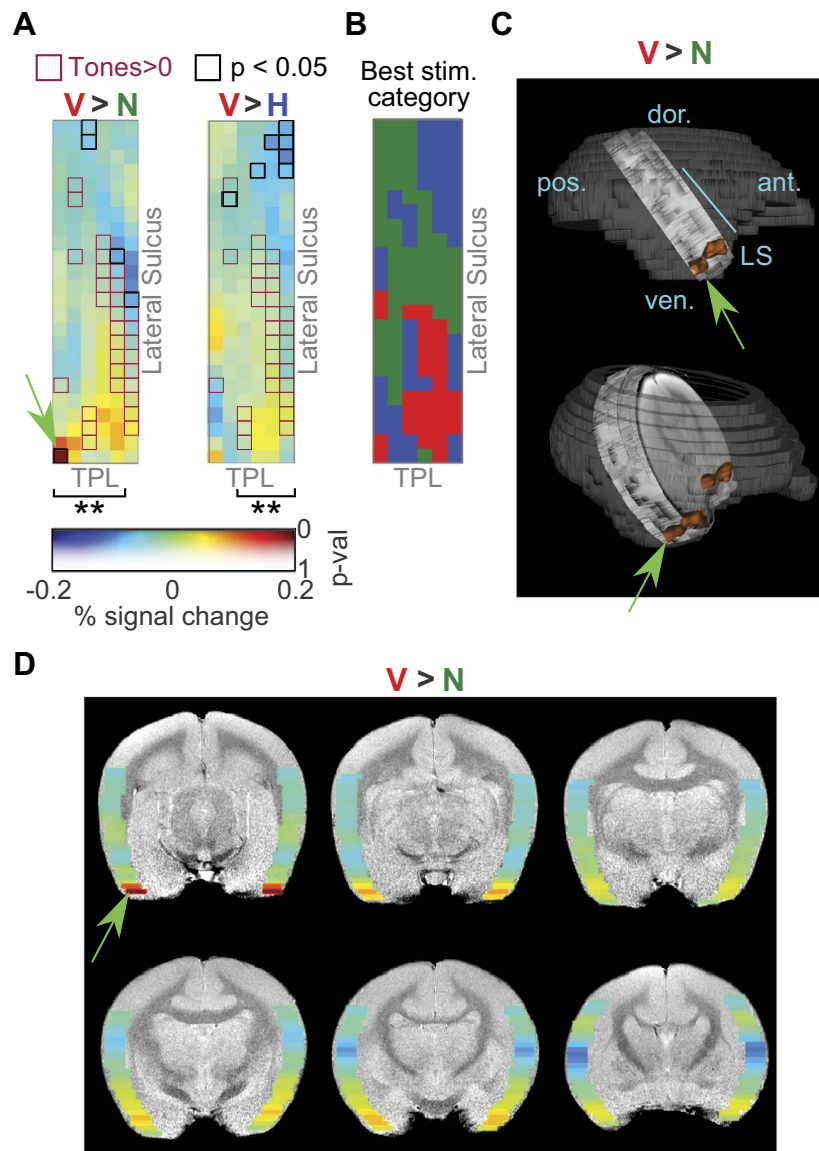 A
B
C
Tones>0
p < 0.05
V > N
V > H
Lateral Sulcus
Lateral Sulcus
TPL
TPL
**
**
0
1
p-val
-0.2
0
0.2
% signal change
Best stim.
category
Lateral Sulcus
TPL
V > N
dor.
pos.
ant.
LS
ven.
D
V > N